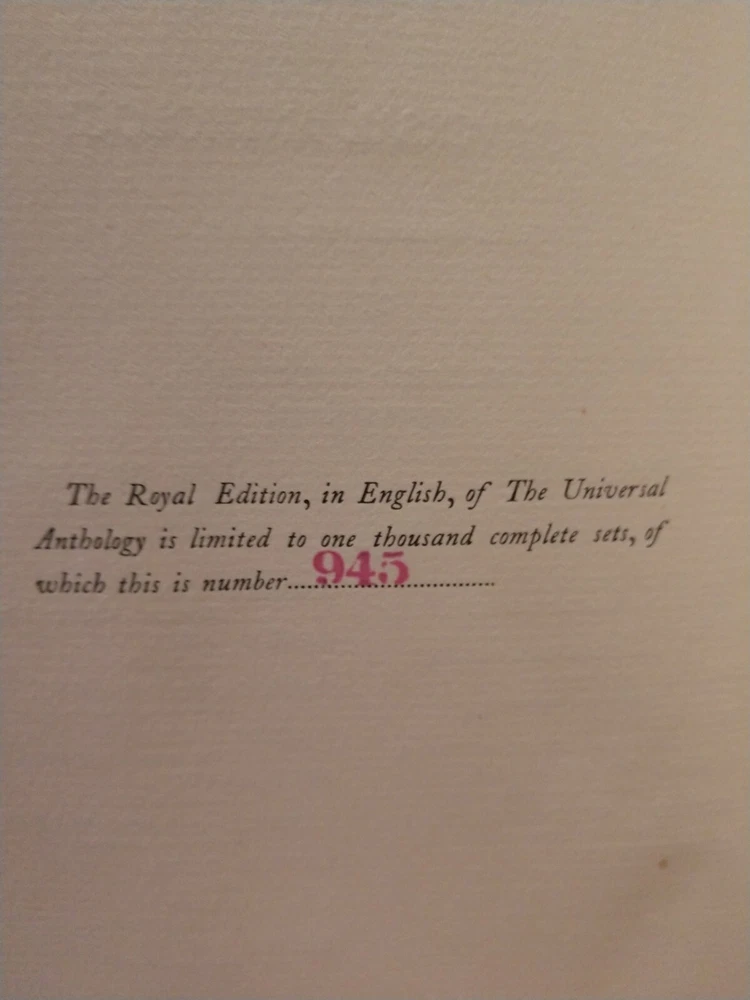 The Royal Edition, in English, of The Universal
Anthology is limited to one thousand complete sets, of
which this is number....945....................